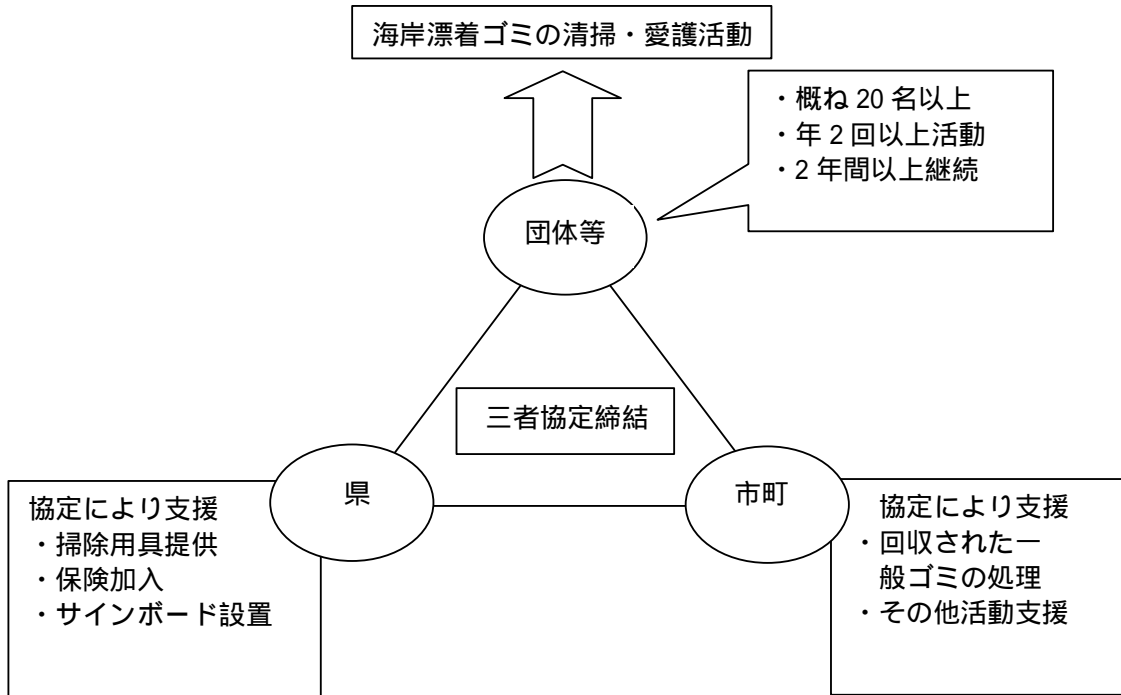 海岸漂着ゴミの清掃・愛護活動
・概ね 20 名以上
・年 2 回以上活動
・2 年間以上継続
団体等
三者協定締結
県
市町
協定により支援
・掃除用具提供
・保険加入
・サインボード設置
協定により支援
・回収された一
般ゴミの処理
・その他活動支援